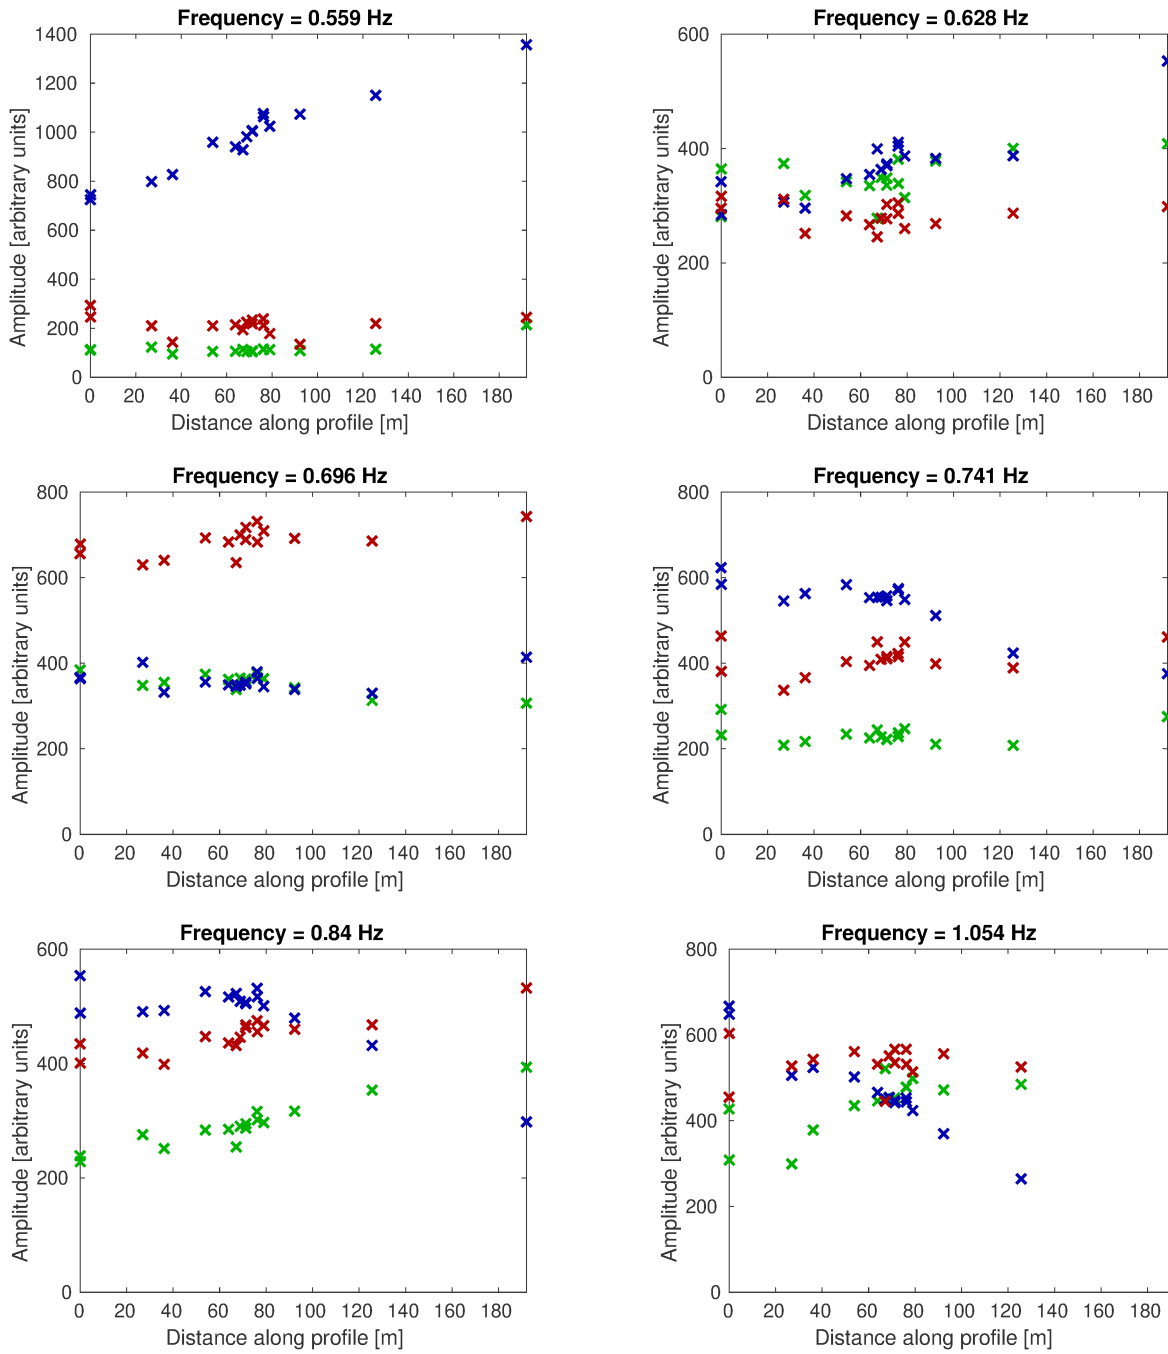 Frequency = 0.559 Hz
Amplitude [arbitrary units]
1400
1200
1000
800
600
400
200
0
0 20 40 60 80 100 120 140 160 180
Distance along profile [m]
Frequency = 0.628 Hz
Amplitude [arbitrary units]
600
400
200
0
0 20 40 60 80 100 120 140 160 180
Distance along profile [m]
Frequency = 0.696 Hz
Amplitude [arbitrary units]
800
600
400
200
0
0 20 40 60 80 100 120 140 160 180
Distance along profile [m]
Frequency = 0.741 Hz
Amplitude [arbitrary units]
800
600
400
200
0
0 20 40 60 80 100 120 140 160 180
Distance along profile [m]
Frequency = 0.84 Hz
Amplitude [arbitrary units]
600
400
200
0
0 20 40 60 80 100 120 140 160 180
Distance along profile [m]
Frequency = 1.054 Hz
Amplitude [arbitrary units]
800
600
400
200
0
0 20 40 60 80 100 120 140 160 180
Distance along profile [m]